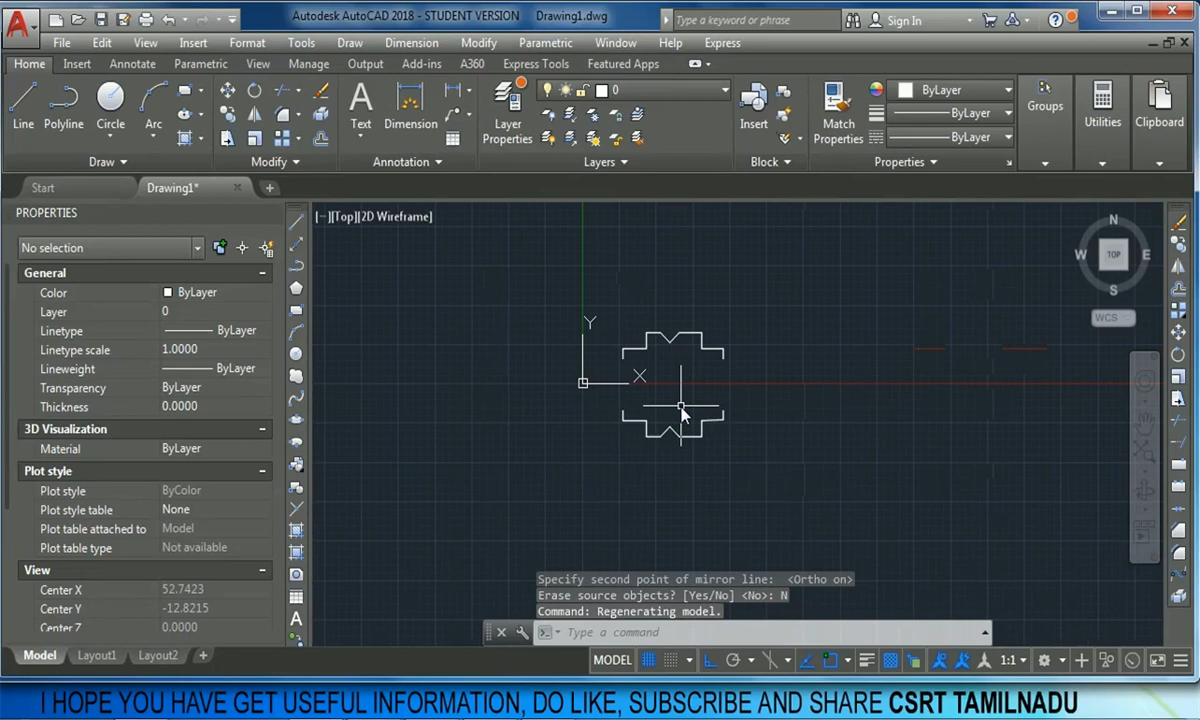 Autodesk AutoCAD 2018 - STUDENT VERSION Drawing1.dwg Type a keyword or phrase Sign In
File Edit View Insert Format Tools Draw Dimension Modify Parametric Window Help Express
Home Insert Annotate Parametric View Manage Output Add-ins A360 Express Tools Featured Apps
0 ByLayer
Line Polyline Circle Arc Text Dimension Layer Properties Insert Match Properties ByLayer Groups Utilities Clipboard
ByLayer
Draw Modify Annotation Layers Block Properties
Start Drawing1*
PROPERTIES
[−][Top][2D Wireframe]
No selection
General
Color ByLayer
Layer 0
Linetype ByLayer
Linetype scale 1.0000
Lineweight ByLayer
Transparency ByLayer
Thickness 0.0000
3D Visualization
Material ByLayer
Plot style
Plot style ByColor
Plot style table None
Plot table attached to Model
Plot table type Not available
View
Center X 52.7423
Center Y -12.8215
Center Z 0.0000
Y
X
N
W TOP E
S
WCS
Specify second point of mirror line: <Ortho on>
Erase source objects? [Yes/No] <No>: N
Command: Regenerating model.
Type a command
Model Layout1 Layout2 MODEL 1:1
I HOPE YOU HAVE GET USEFUL INFORMATION, DO LIKE, SUBSCRIBE AND SHARE CSRT TAMILNADU